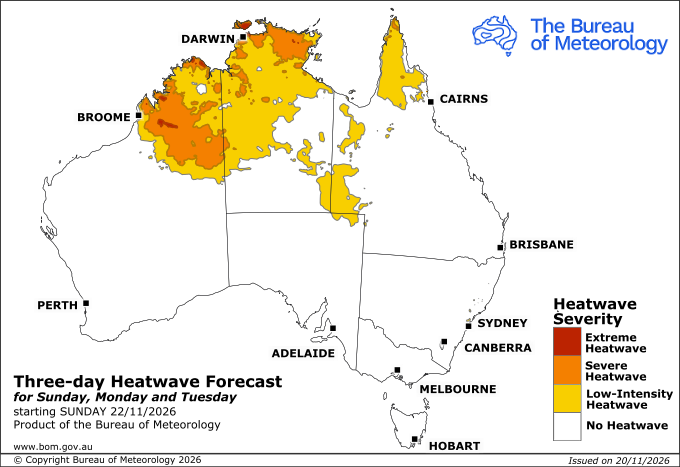 The Bureau
of Meteorology
DARWIN
CAIRNS
BROOME
BRISBANE
PERTH
SYDNEY
CANBERRA
ADELAIDE
MELBOURNE
HOBART
Heatwave
Severity
Extreme
Heatwave
Severe
Heatwave
Low-Intensity
Heatwave
No Heatwave
Three-day Heatwave Forecast
for Sunday, Monday and Tuesday
starting SUNDAY 22/11/2026
Product of the Bureau of Meteorology
www.bom.gov.au
© Copyright Bureau of Meteorology 2026
Issued on 20/11/2026